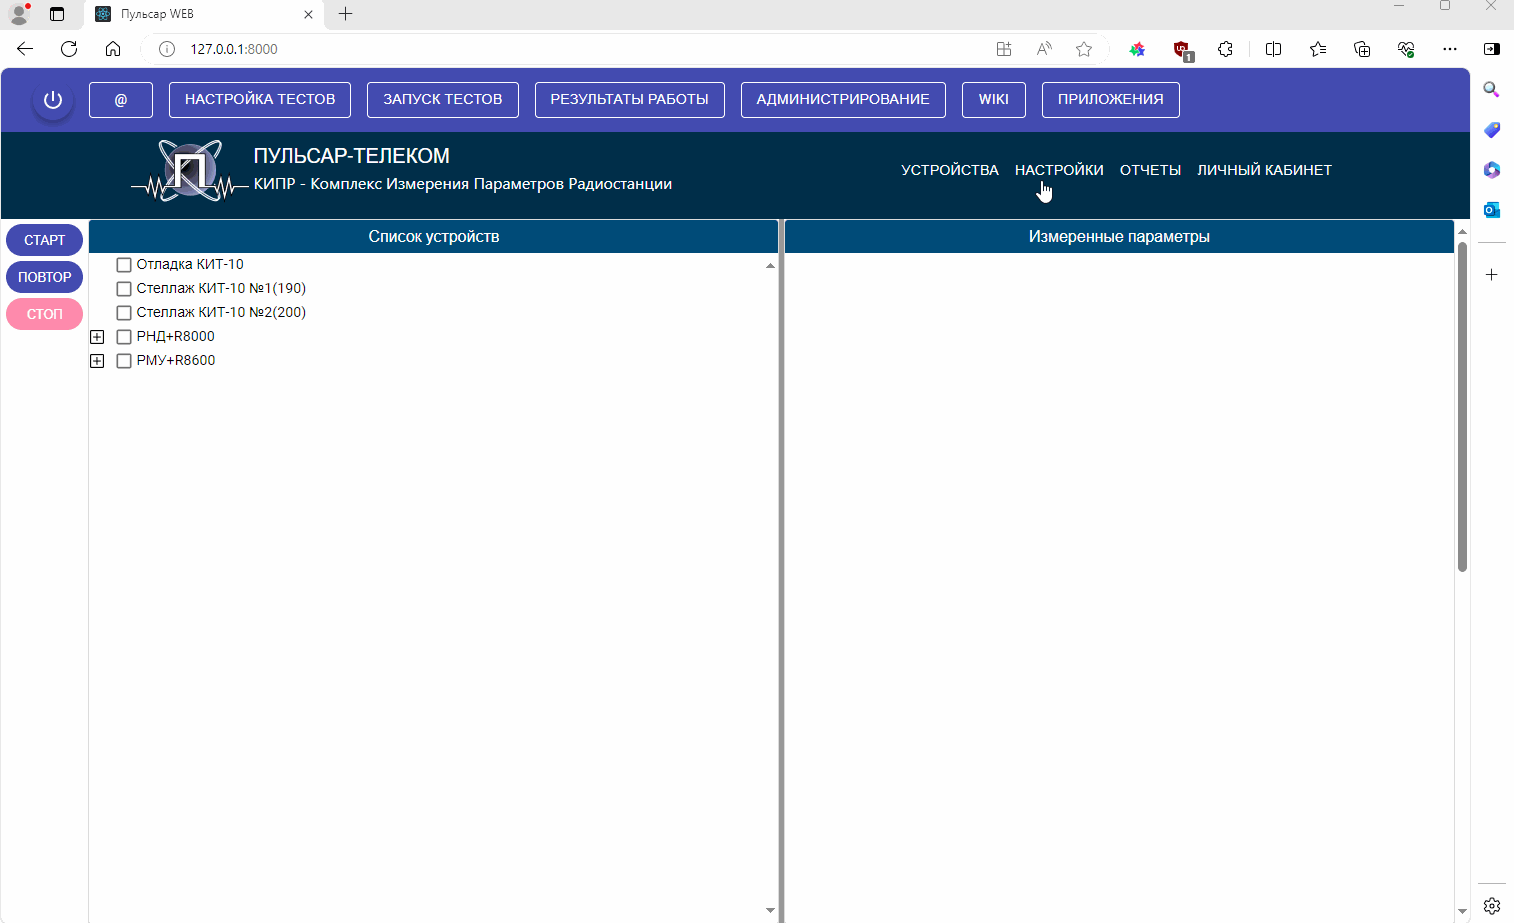 Пульсар WEB
127.0.0.1:8000
1
@
НАСТРОЙКА ТЕСТОВ
ЗАПУСК ТЕСТОВ
РЕЗУЛЬТАТЫ РАБОТЫ
АДМИНИСТРИРОВАНИЕ
WIKI
ПРИЛОЖЕНИЯ
П
ПУЛЬСАР-ТЕЛЕКОМ
КИПР - Комплекс Измерения Параметров Радиостанции
УСТРОЙСТВА
НАСТРОЙКИ
ОТЧЕТЫ
ЛИЧНЫЙ КАБИНЕТ
СТАРТ
ПОВТОР
СТОП
Список устройств
Отладка КИТ-10
Стеллаж КИТ-10 №1(190)
Стеллаж КИТ-10 №2(200)
РНД+R8000
РМУ+R8600
Измеренные параметры